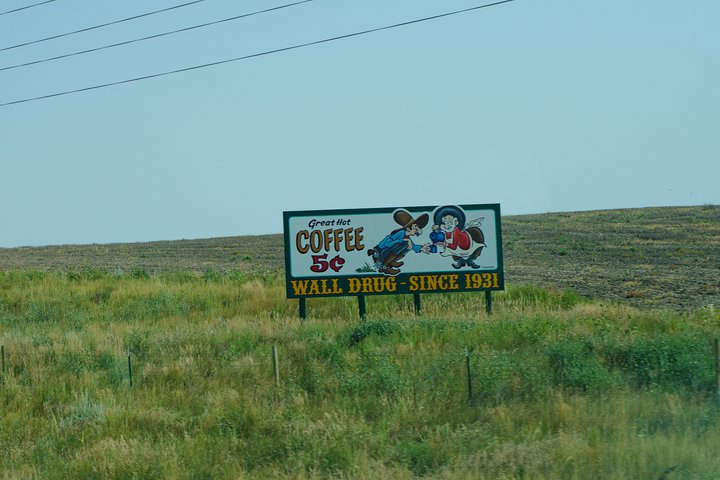 Great Hot
COFFEE
5¢
WALL DRUG - SINCE 1931